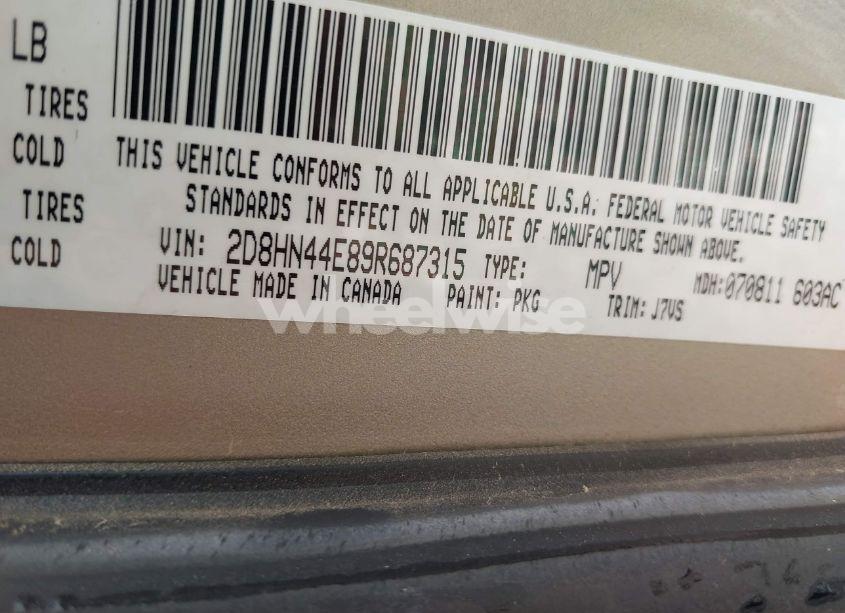 LB
TIRES
COLD
TIRES
COLD
THIS VEHICLE CONFORMS TO ALL APPLICABLE U.S.A. FEDERAL MOTOR VEHICLE SAFETY
STANDARDS IN EFFECT ON THE DATE OF MANUFACTURE SHOWN ABOVE.
VIN: 2D8HN44E89R687315 TYPE: MPV MDH:070811 603AC
VEHICLE MADE IN CANADA PAINT: PKG TRIM: J7VS
wheelwise